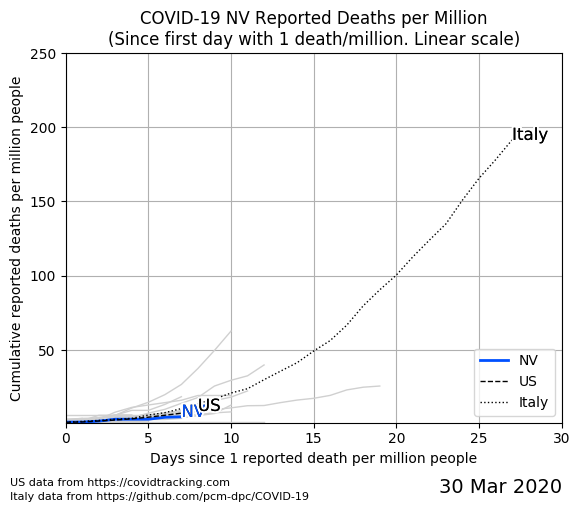 COVID-19 NV Reported Deaths per Million
(Since first day with 1 death/million. Linear scale)
Cumulative reported deaths per million people
250
200
150
100
50
Italy
US
NV
NV
US
Italy
0
5
10
15
20
25
30
Days since 1 reported death per million people
US data from https://covidtracking.com
Italy data from https://github.com/pcm-dpc/COVID-19
30 Mar 2020